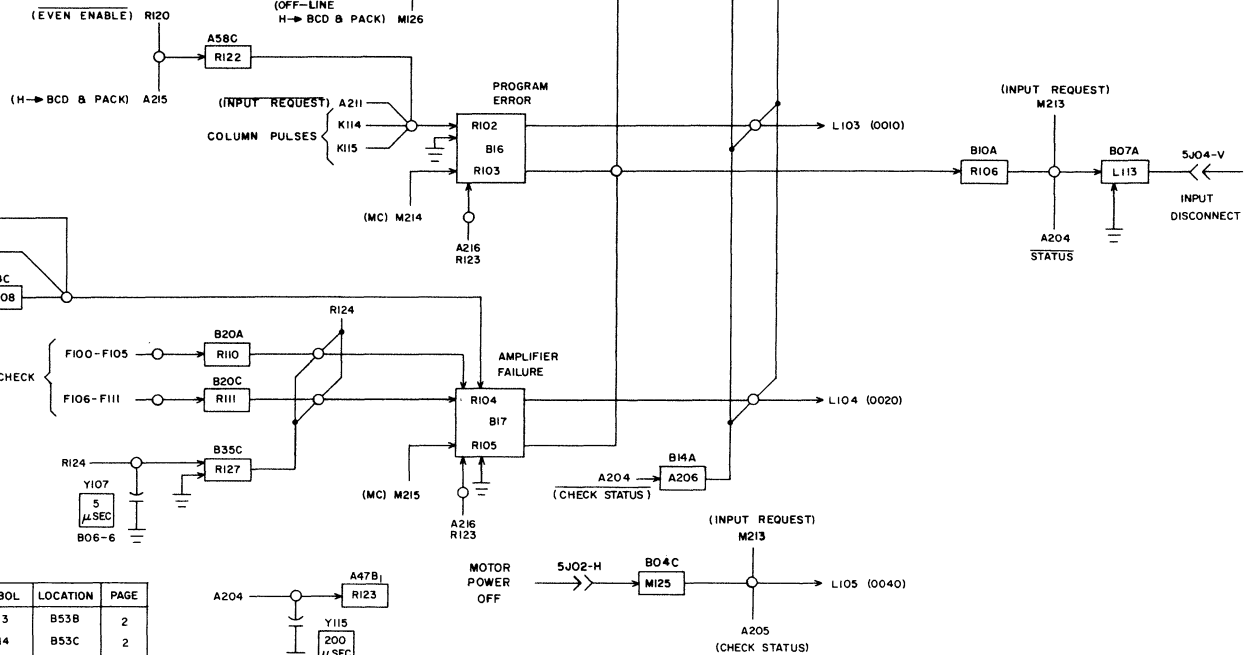 (EVEN ENABLE) R120
(OFF-LINE
H→BCD & PACK) M126
A58C
R122
(H→BCD & PACK) A215
(INPUT REQUEST) A211
COLUMN PULSES
K114
K115
PROGRAM
ERROR
R102
B16
R103
(MC) M214
A216
R123
L103 (0010)
(INPUT REQUEST)
M213
B10A
R106
B07A
L113
5J04-V
INPUT
DISCONNECT
A204
STATUS
C
08
R124
B20A
F100-F105
R110
CHECK
B20C
F106-F111
R111
AMPLIFIER
FAILURE
R104
B17
R105
L104 (0020)
B35C
R124
R127
Y107
5
μSEC
B06-6
(MC) M215
A216
R123
B14A
A204
A206
(CHECK STATUS)
(INPUT REQUEST)
M213
MOTOR
POWER
OFF
5J02-H
B04C
M125
L105 (0040)
A205
(CHECK STATUS)
A204
A47B
R123
Y115
200
μSEC
BOL LOCATION PAGE
3 B53B 2
14 B53C 2